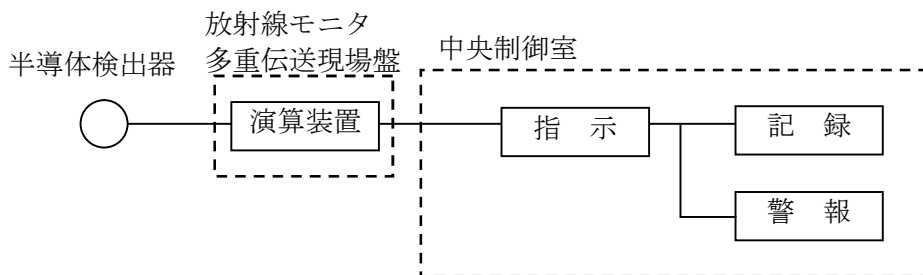 半導体検出器
放射線モニタ
多重伝送現場盤
中央制御室
演算装置
指 示
記 録
警 報